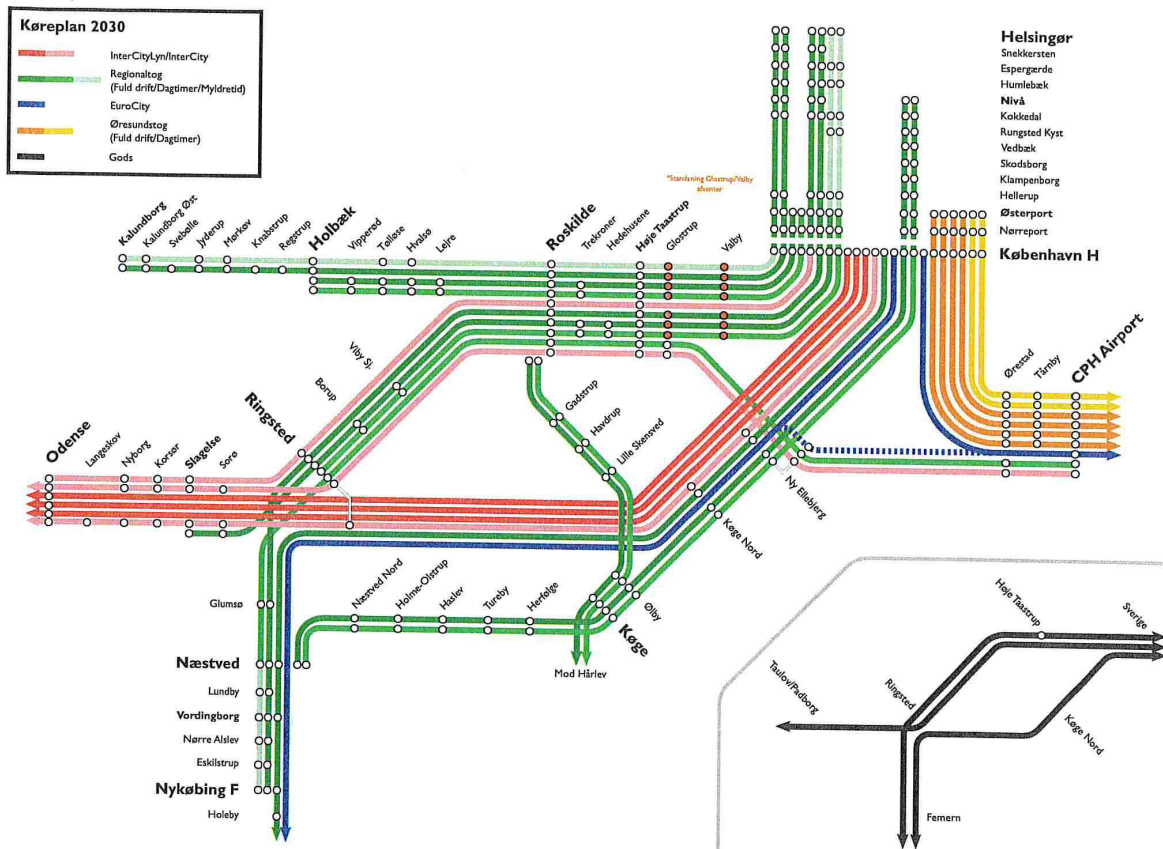 Køreplan 2030
InterCityLyn/InterCity
Regionaltog
(Fuld drift/Dagtimer/Myldretid)
EuroCity
Øresundstog
(Fuld drift/Dagtimer)
Gods
Helsingør
Snekkersten
Espergærde
Humlebæk
Nivå
Kokkedal
Rungsted Kyst
Vedbæk
Skodsborg
Klampenborg
Hellerup
Østerport
Nørreport
København H
*Standsning Glostrup/Valby
afventer
Kalundborg
Kalundborg Øst
Svebølle
Jyderup
Mørkøv
Knabstrup
Regstrup
Holbæk
Vipperød
Tølløse
Hvalsø
Lejre
Roskilde
Trekroner
Hedehusene
Høje Taastrup
Glostrup
Valby
Viby Sj.
Borup
Ringsted
Gadstrup
Havdrup
Lille Skensved
Ørestad
Tårnby
CPH Airport
Odense
Langeskov
Nyborg
Korsør
Slagelse
Sorø
Ny Ellebjerg
Køge Nord
Glumsø
Næstved Nord
Holme-Olstrup
Haslev
Tureby
Herfølge
Køge
Ølby
Mod Hårlev
Næstved
Lundby
Vordingborg
Nørre Alslev
Eskilstrup
Nykøbing F
Holeby
Høje Taastrup
Sverige
Taulov/Padborg
Ringsted
Køge Nord
Femern